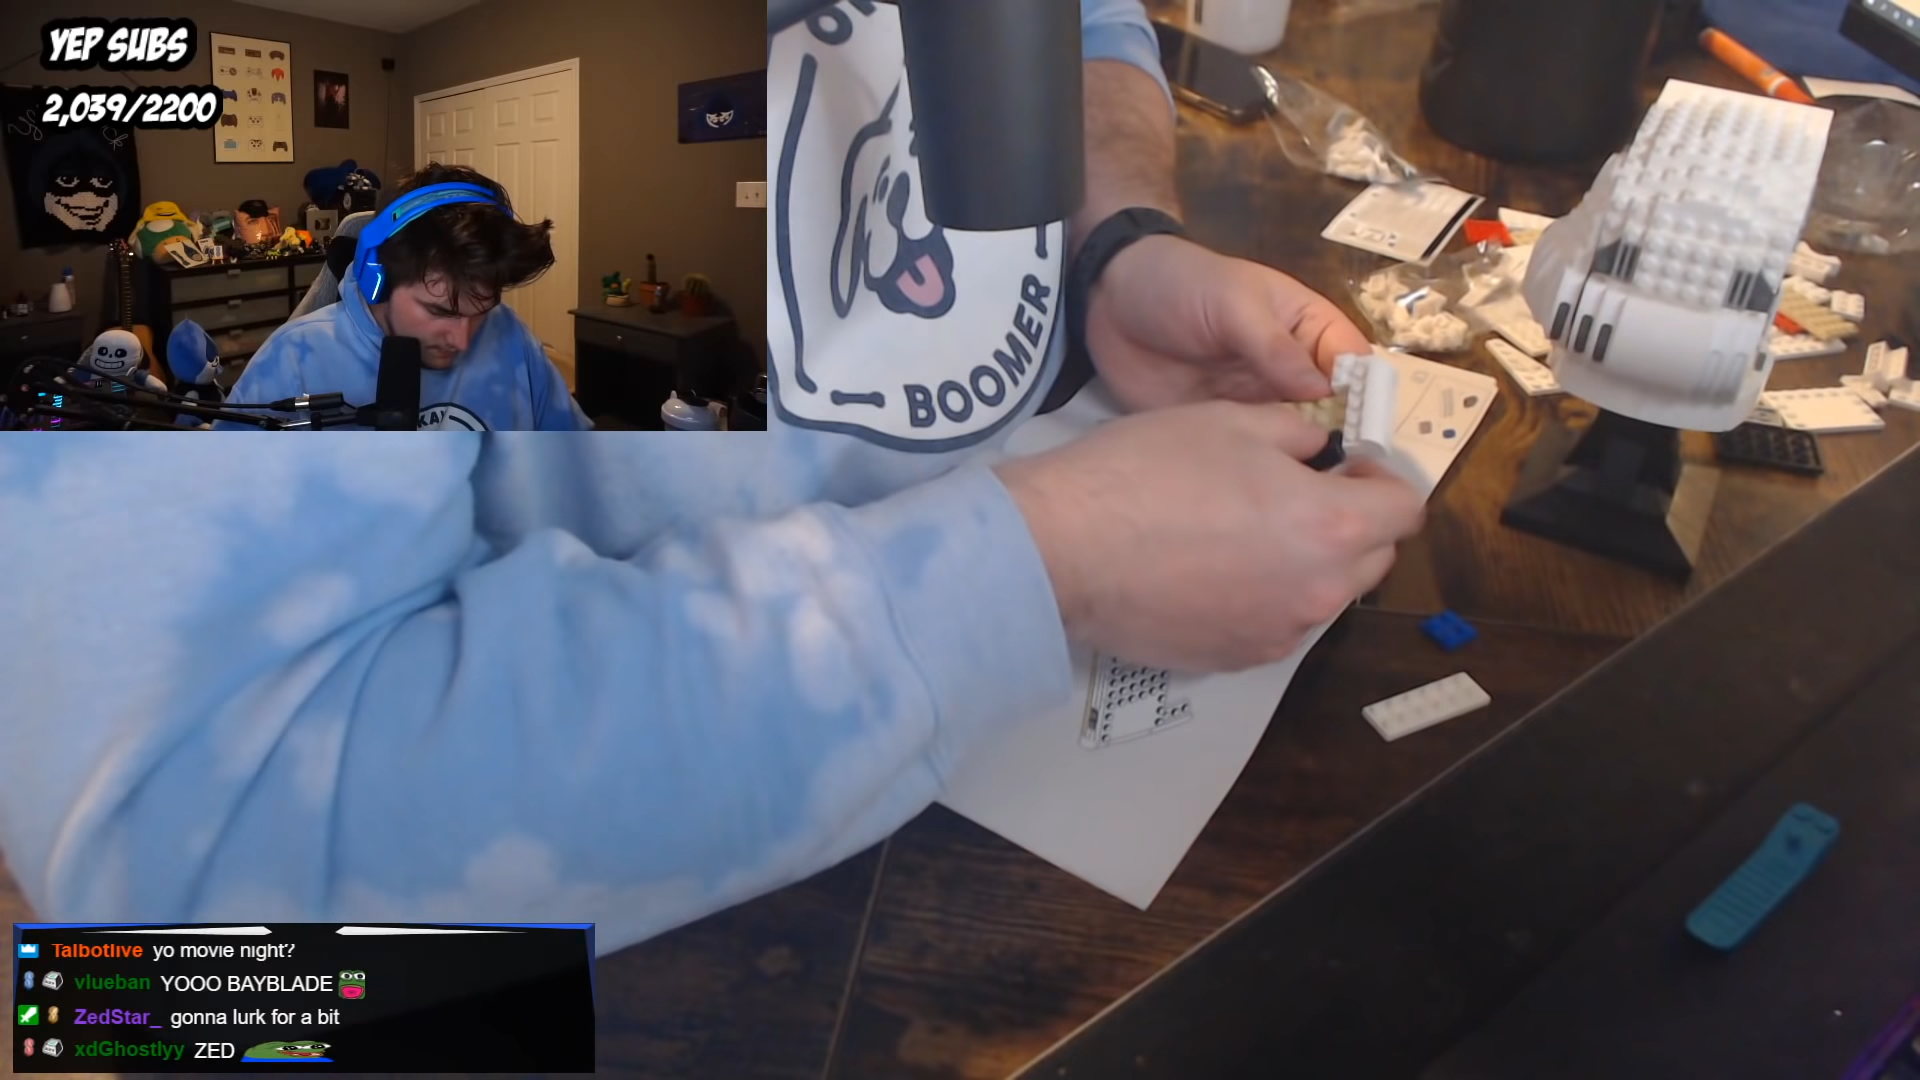 YEP SUBS
2,039/2200
BOOMER
Talbotlive yo movie night?
vlueban YOOO BAYBLADE
ZedStar_ gonna lurk for a bit
xdGhostlyy ZED